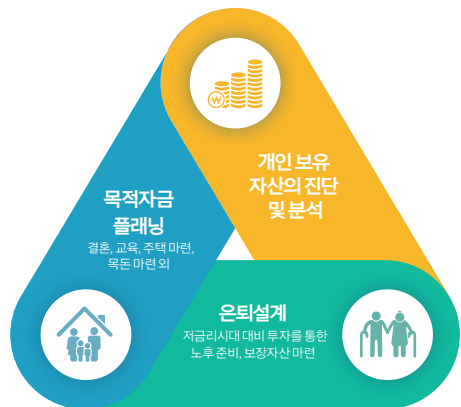 ₩
개인 보유
자산의 진단
및 분석
목적자금
플래닝
결혼, 교육, 주택 마련,
목돈 마련 외
은퇴설계
저금리시대 대비 투자를 통한
노후 준비, 보장자산 마련